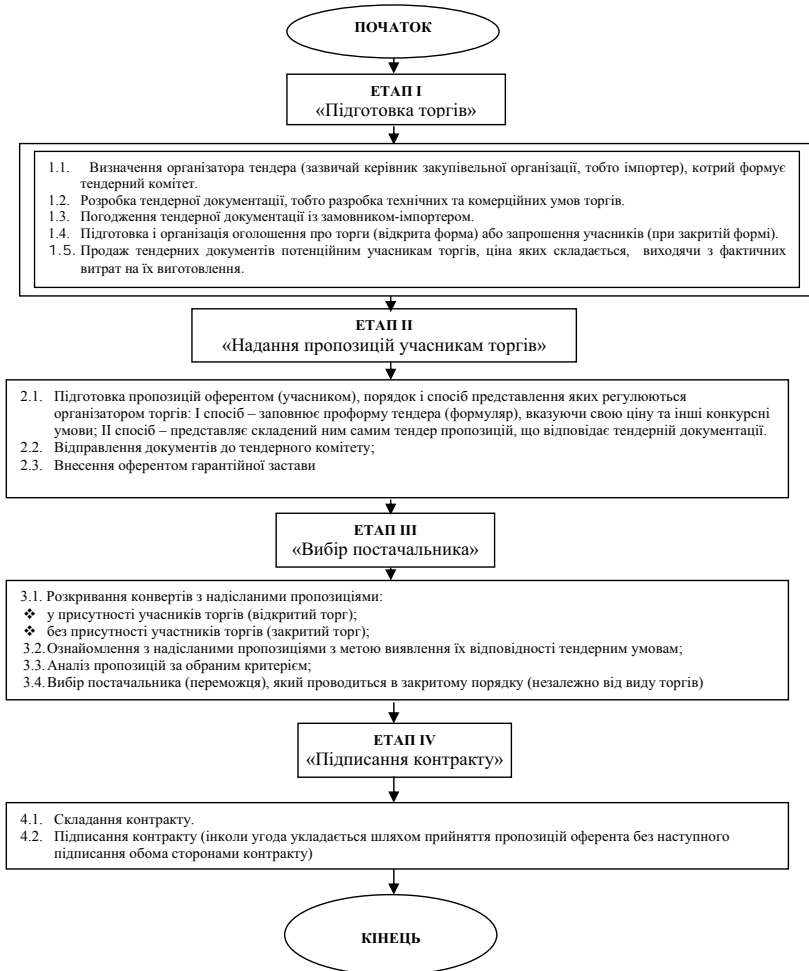 ПОЧАТОК
ЕТАП І
«Підготовка торгів»
1.1. Визначення організатора тендера (зазвичай керівник закупівельної організації, тобто імпортер), котрий формує
тендерний комітет.
1.2. Розробка тендерної документації, тобто разробка технічних та комерційних умов торгів.
1.3. Погодження тендерної документації із замовником-імпортером.
1.4. Підготовка і організація оголошення про торги (відкрита форма) або запрошення учасників (при закритій формі).
1.5. Продаж тендерних документів потенційним учасникам торгів, ціна яких складається, виходячи з фактичних
витрат на їх виготовлення.
ЕТАП ІІ
«Надання пропозицій учасникам торгів»
2.1. Підготовка пропозицій оферентом (учасником), порядок і спосіб представлення яких регулюються
організатором торгів: І спосіб – заповнює проформу тендера (формуляр), вказуючи свою ціну та інші конкурсні
умови; ІІ спосіб – представляє складений ним самим тендер пропозицій, що відповідає тендерній документації.
2.2. Відправлення документів до тендерного комітету;
2.3. Внесення оферентом гарантійної застави
ЕТАП ІІІ
«Вибір постачальника»
3.1. Розкривання конвертів з надісланими пропозиціями:
❖ у присутності учасників торгів (відкритий торг);
❖ без присутності участників торгів (закритий торг);
3.2. Ознайомлення з надісланими пропозиціями з метою виявлення їх відповідності тендерним умовам;
3.3. Аналіз пропозицій за обраним критерієм;
3.4. Вибір постачальника (переможця), який проводиться в закритому порядку (незалежно від виду торгів)
ЕТАП IV
«Підписання контракту»
4.1. Складання контракту.
4.2. Підписання контракту (інколи угода укладається шляхом прийняття пропозицій оферента без наступного
підписання обома сторонами контракту)
КІНЕЦЬ